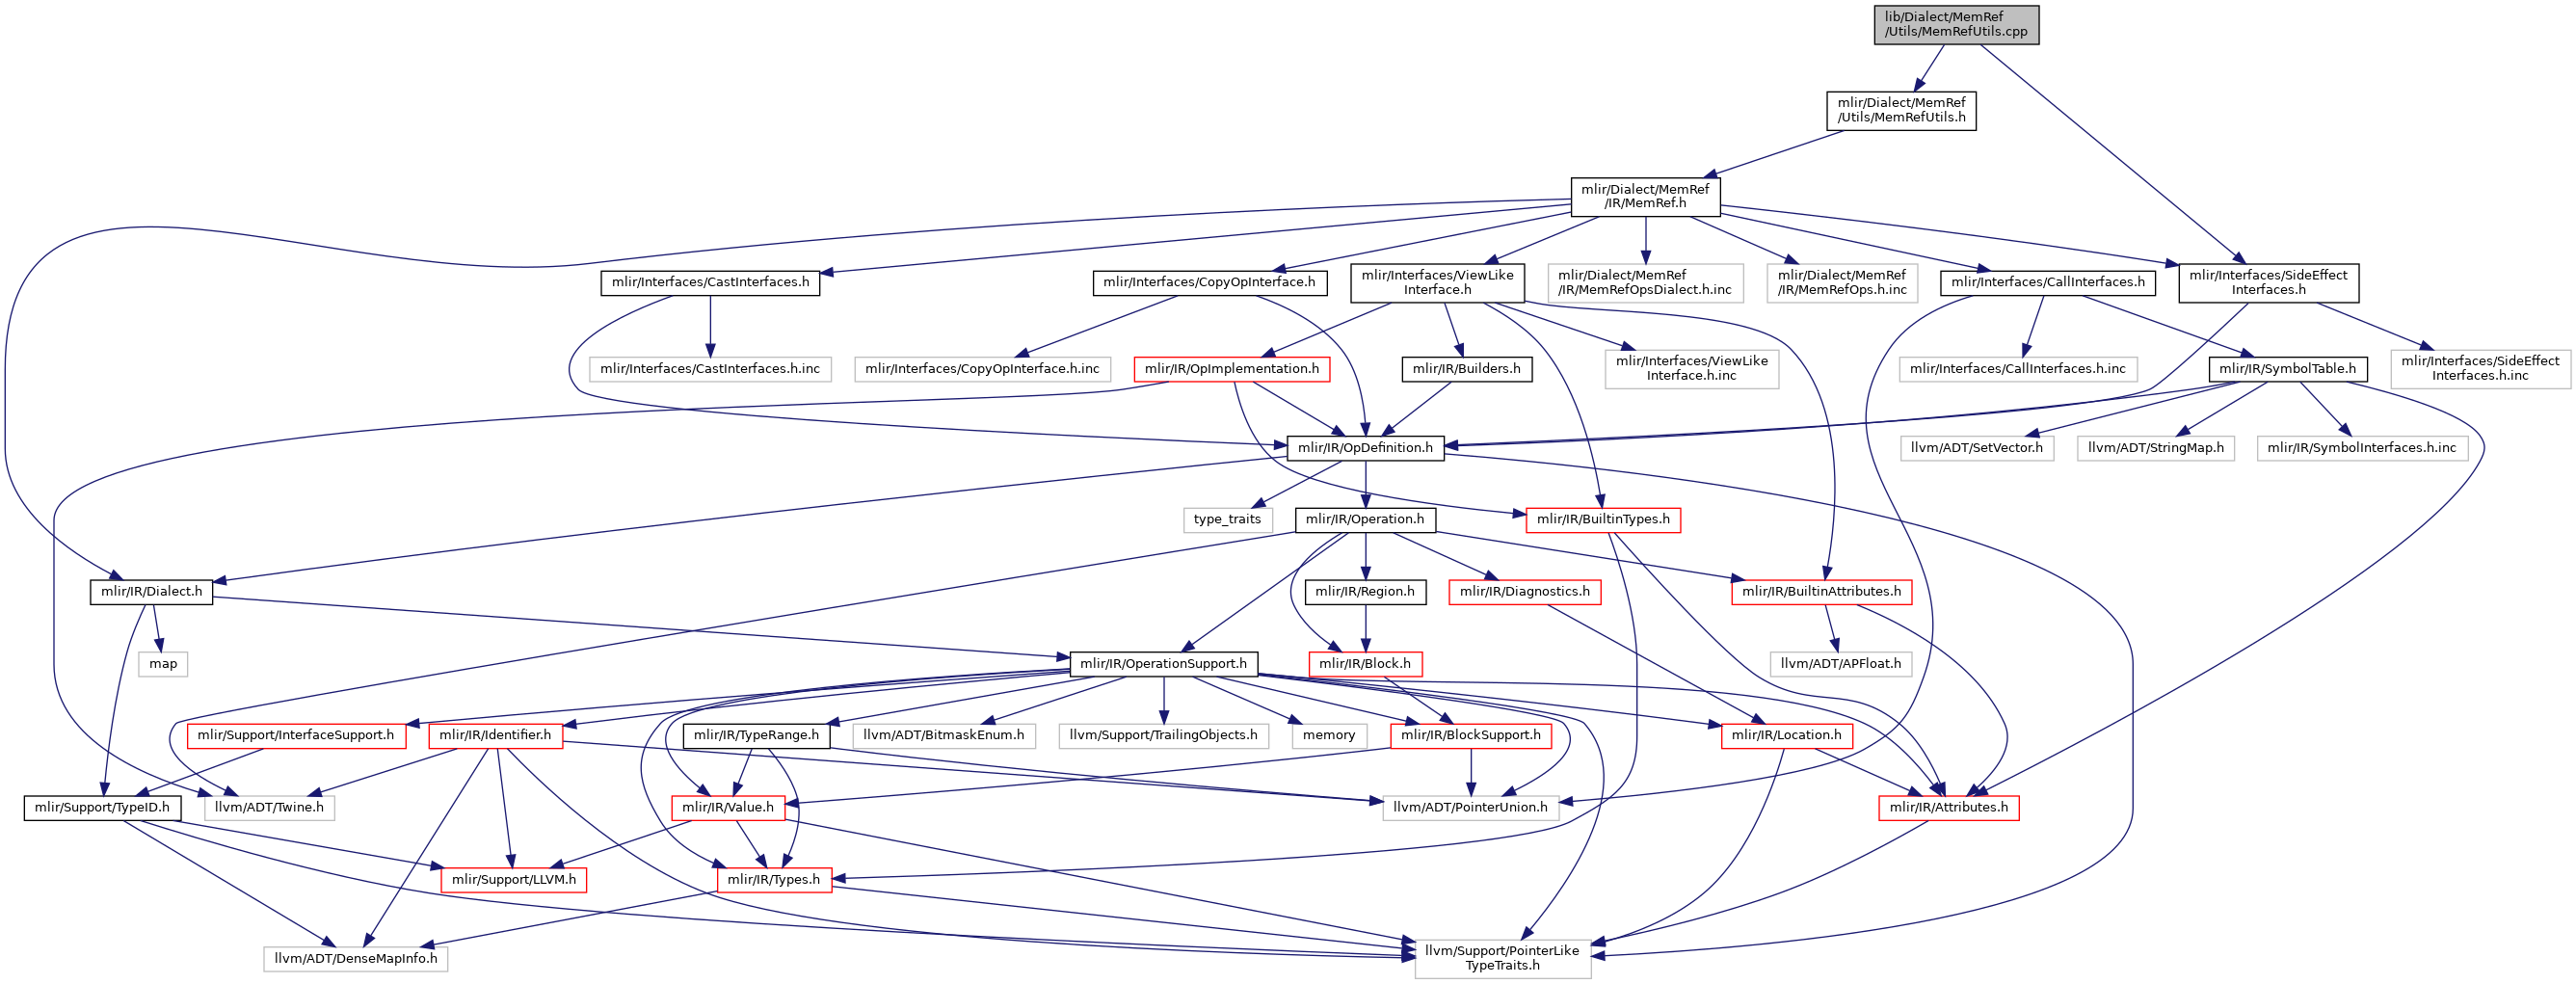 lib/Dialect/MemRef
/Utils/MemRefUtils.cpp
mlir/Dialect/MemRef
/Utils/MemRefUtils.h
mlir/Dialect/MemRef
/IR/MemRef.h
mlir/Interfaces/CastInterfaces.h
mlir/Interfaces/CopyOpInterface.h
mlir/Interfaces/ViewLike
Interface.h
mlir/Dialect/MemRef
/IR/MemRefOpsDialect.h.inc
mlir/Dialect/MemRef
/IR/MemRefOps.h.inc
mlir/Interfaces/CallInterfaces.h
mlir/Interfaces/SideEffect
Interfaces.h
mlir/Interfaces/CastInterfaces.h.inc
mlir/Interfaces/CopyOpInterface.h.inc
mlir/IR/OpImplementation.h
mlir/IR/Builders.h
mlir/Interfaces/ViewLike
Interface.h.inc
mlir/Interfaces/CallInterfaces.h.inc
mlir/IR/SymbolTable.h
mlir/Interfaces/SideEffect
Interfaces.h.inc
mlir/IR/OpDefinition.h
llvm/ADT/SetVector.h
llvm/ADT/StringMap.h
mlir/IR/SymbolInterfaces.h.inc
type_traits
mlir/IR/Operation.h
mlir/IR/BuiltinTypes.h
mlir/IR/Dialect.h
mlir/IR/Region.h
mlir/IR/Diagnostics.h
mlir/IR/BuiltinAttributes.h
map
mlir/IR/OperationSupport.h
mlir/IR/Block.h
llvm/ADT/APFloat.h
mlir/Support/InterfaceSupport.h
mlir/IR/Identifier.h
mlir/IR/TypeRange.h
llvm/ADT/BitmaskEnum.h
llvm/Support/TrailingObjects.h
memory
mlir/IR/BlockSupport.h
mlir/IR/Location.h
mlir/Support/TypeID.h
llvm/ADT/Twine.h
mlir/IR/Value.h
llvm/ADT/PointerUnion.h
mlir/IR/Attributes.h
mlir/Support/LLVM.h
mlir/IR/Types.h
llvm/ADT/DenseMapInfo.h
llvm/Support/PointerLike
TypeTraits.h